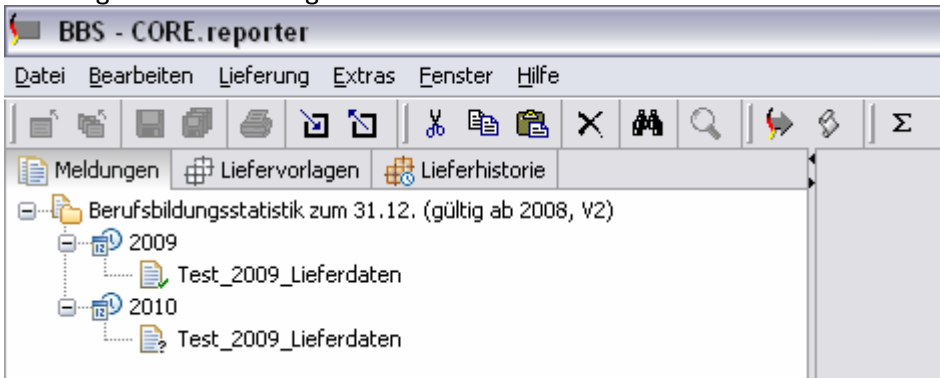 BBS - CORE.reporter
Datei Bearbeiten Lieferung Extras Fenster Hilfe
Σ
Meldungen Liefervorlagen Lieferhistorie
Berufsbildungsstatistik zum 31.12. (gültig ab 2008, V2)
2009
Test_2009_Lieferdaten
2010
Test_2009_Lieferdaten